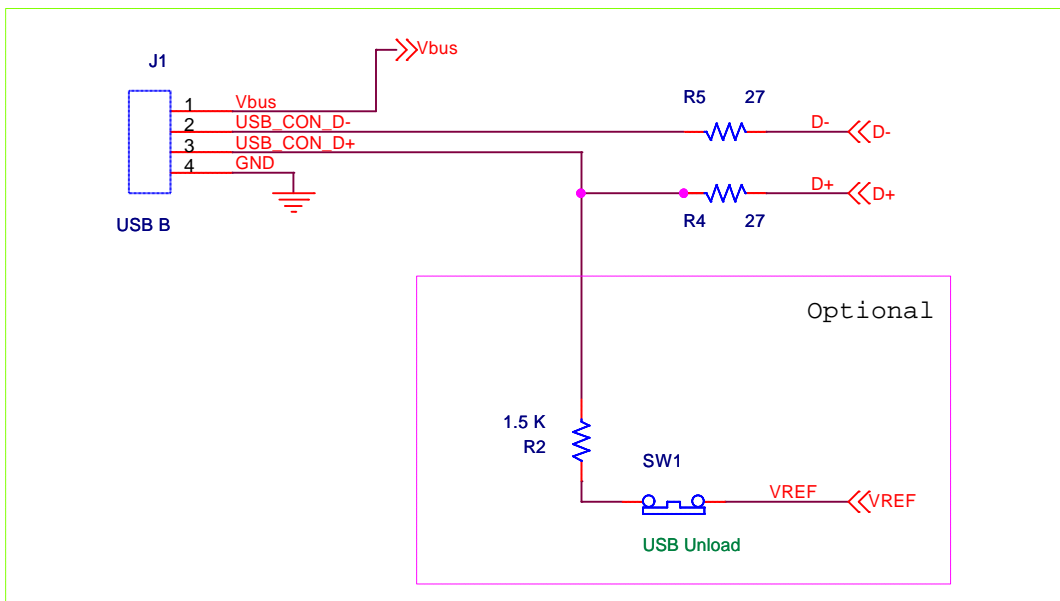 J1
Vbus
1 Vbus
2 USB_CON_D-
3 USB_CON_D+
4 GND
USB B
R5 27
D- D-
D+ D+
R4 27
Optional
1.5 K
R2
SW1
VREF VREF
USB Unload